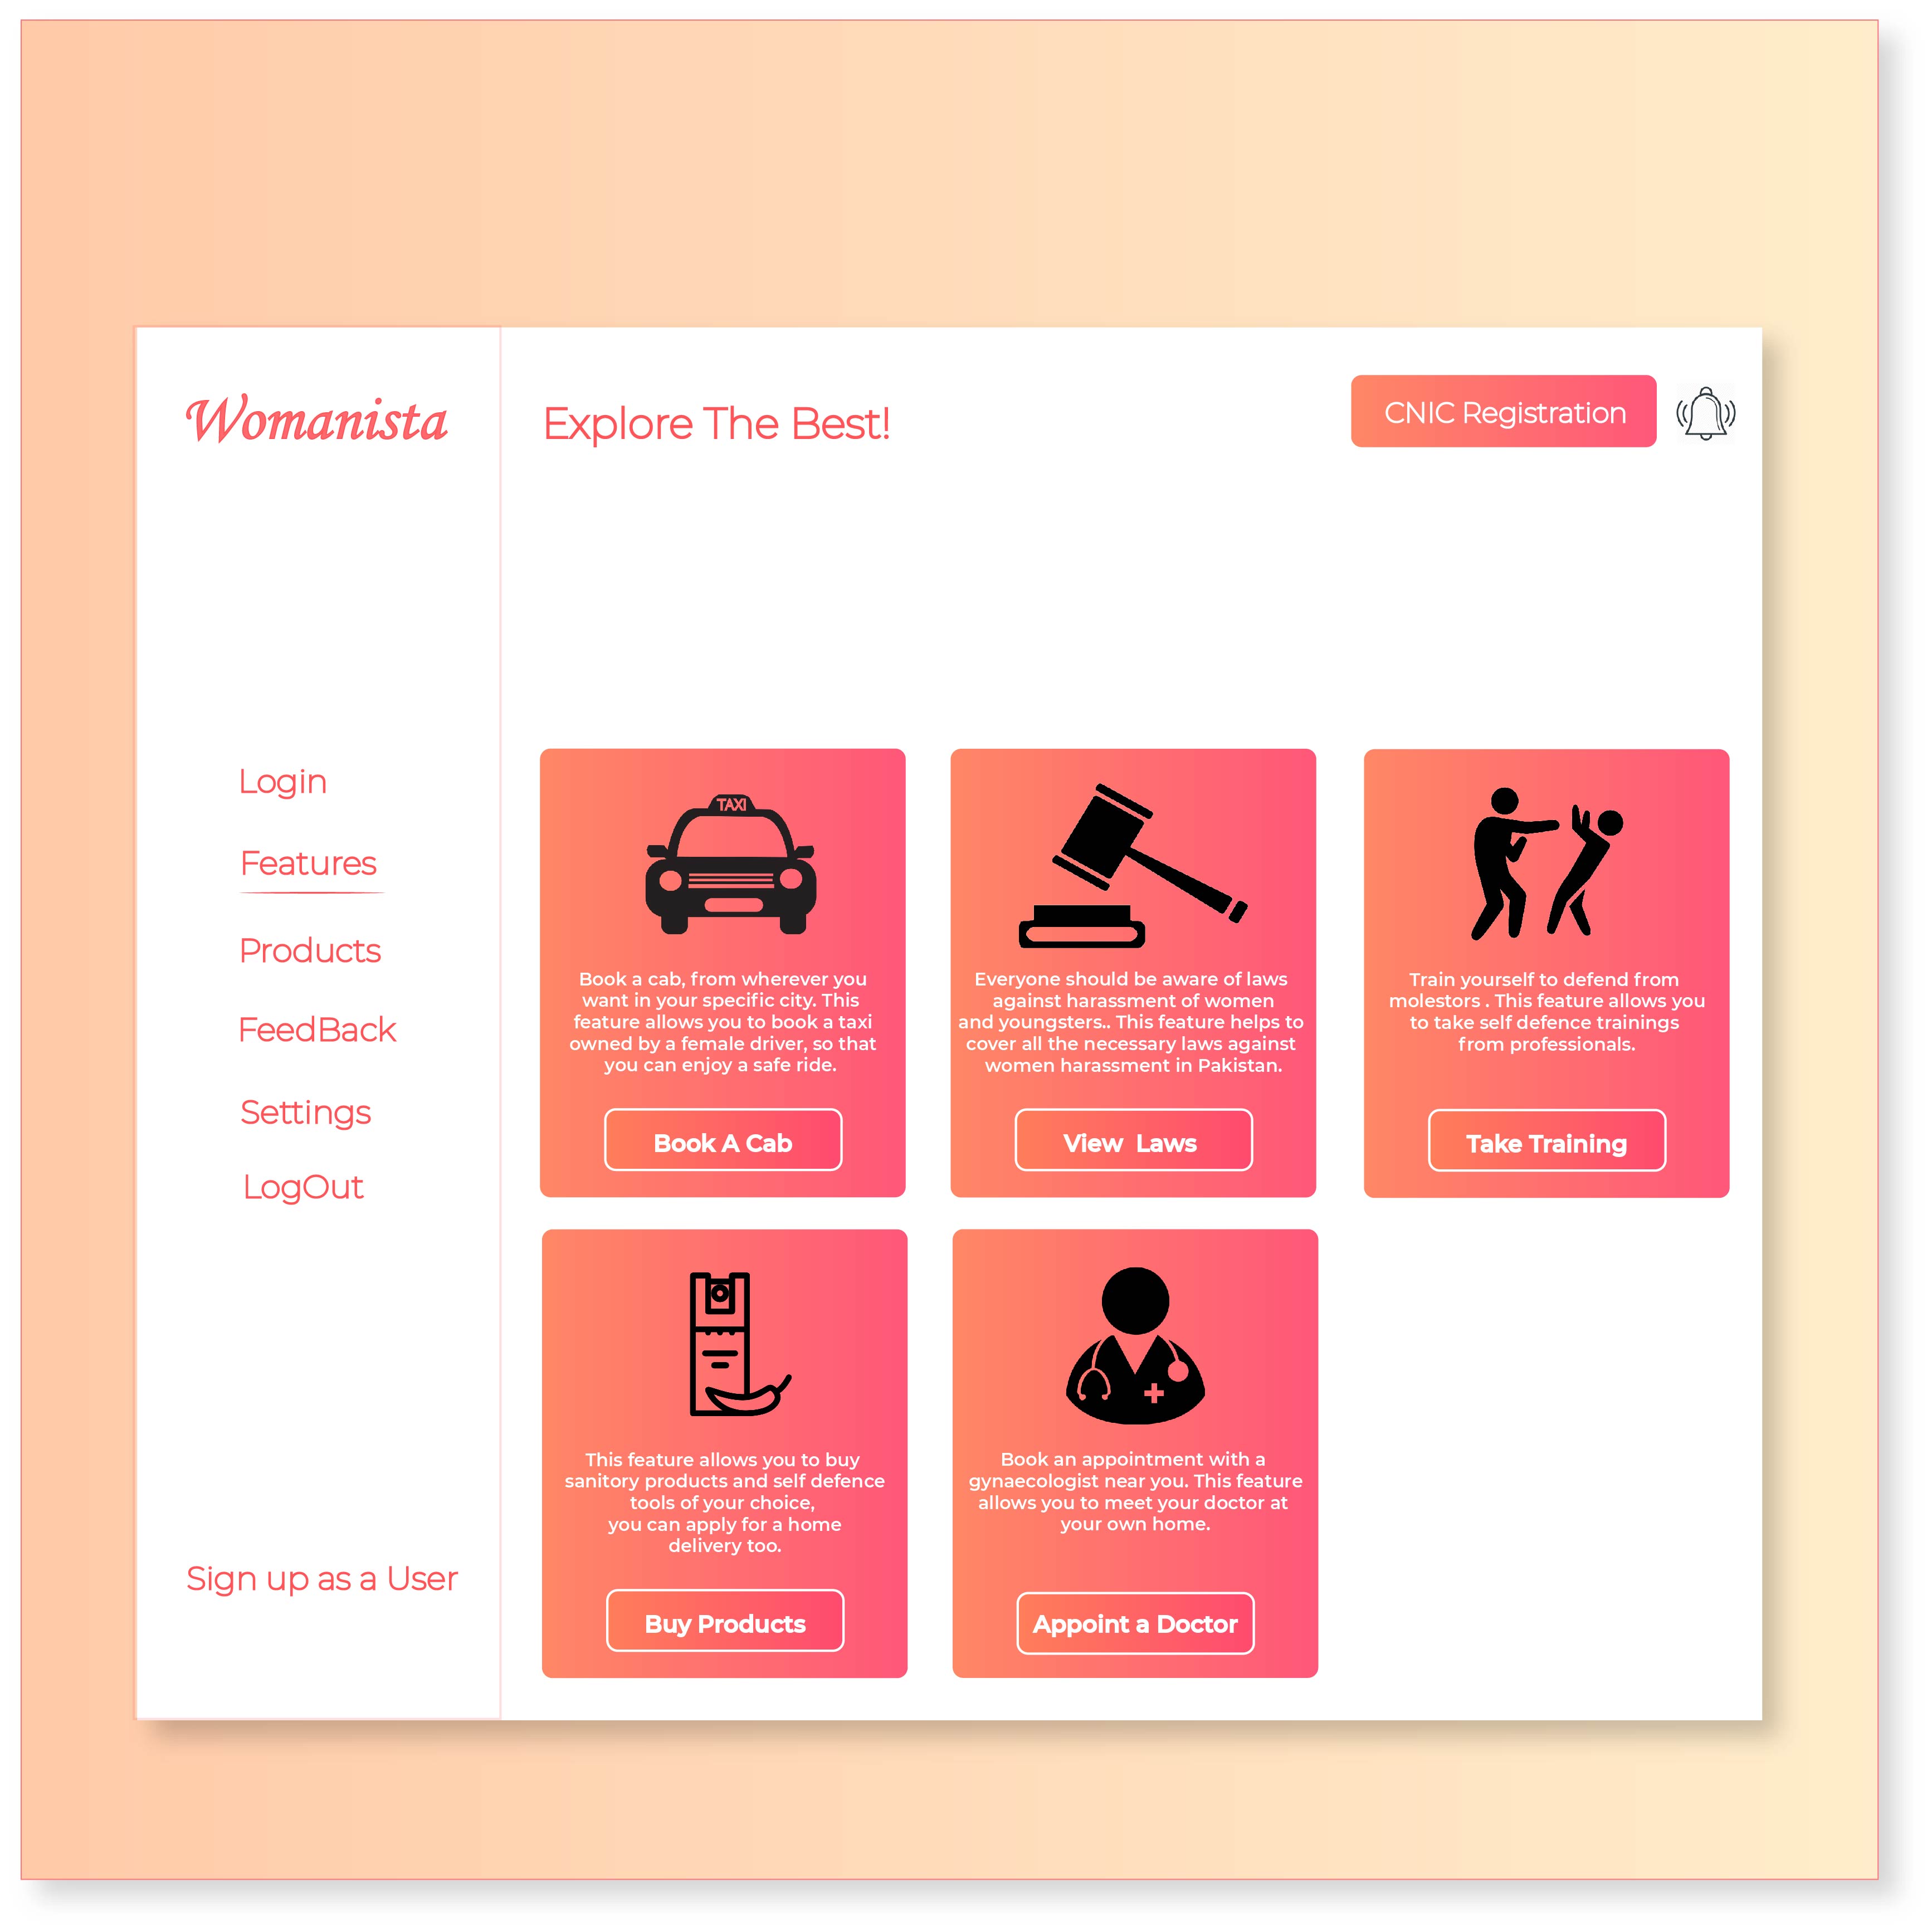 Womanista
Explore The Best!
CNIC Registration
Login
Features
Products
FeedBack
Settings
LogOut
Sign up as a User
TAXI
Book a cab, from wherever you
want in your specific city. This
feature allows you to book a taxi
owned by a female driver, so that
you can enjoy a safe ride.
Book A Cab
Everyone should be aware of laws
against harassment of women
and youngsters.. This feature helps to
cover all the necessary laws against
women harassment in Pakistan.
View  Laws
Train yourself to defend from
molestors . This feature allows you
to take self defence trainings
from professionals.
Take Training
This feature allows you to buy
sanitory products and self defence
tools of your choice,
you can apply for a home
delivery too.
Buy Products
Book an appointment with a
gynaecologist near you. This feature
allows you to meet your doctor at
your own home.
Appoint a Doctor